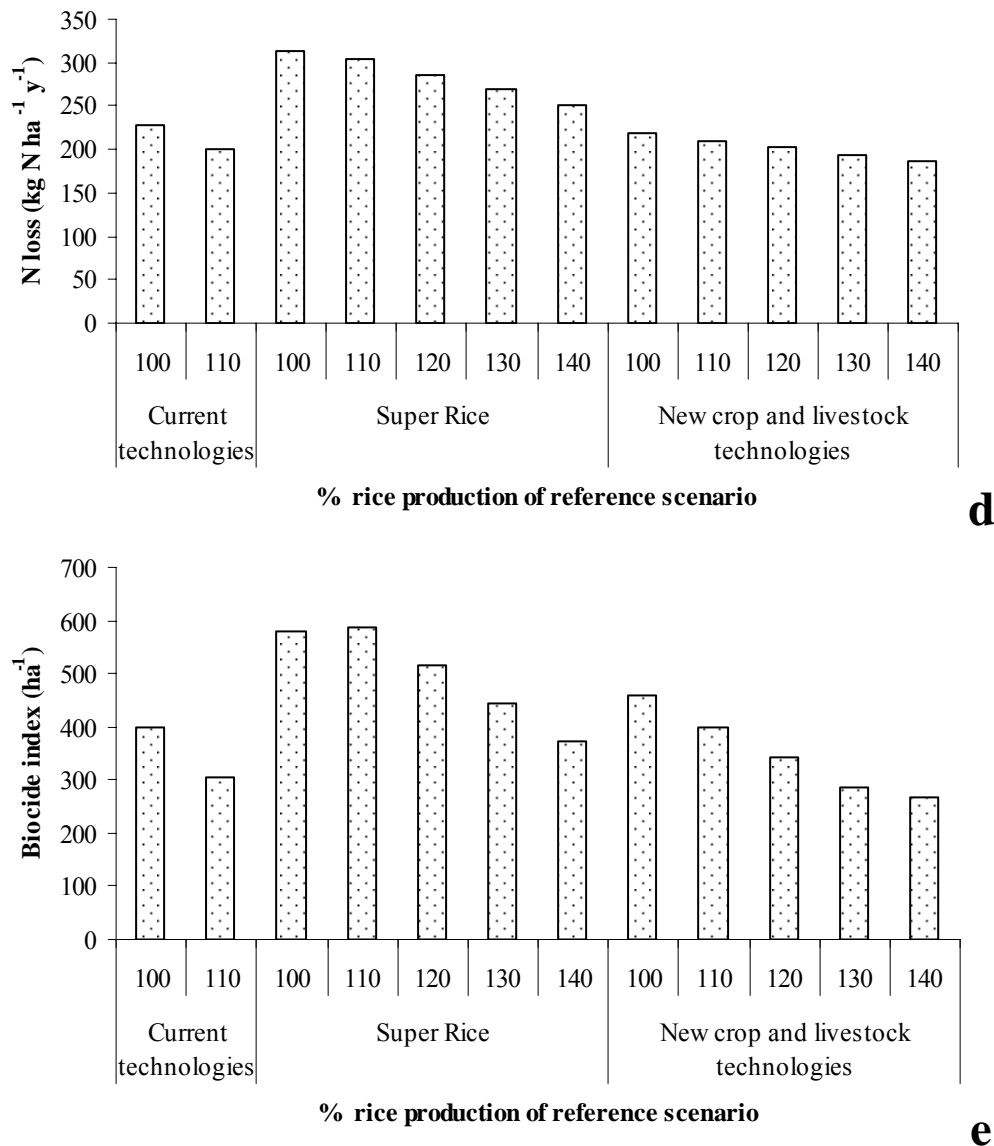 350
300
250
200
150
100
50
0
N loss (kg N ha⁻¹ y⁻¹)
100 110 100 110 120 130 140 100 110 120 130 140
Current technologies
Super Rice
New crop and livestock technologies
% rice production of reference scenario
d
700
600
500
400
300
200
100
0
Biocide index (ha⁻¹)
100 110 100 110 120 130 140 100 110 120 130 140
Current technologies
Super Rice
New crop and livestock technologies
% rice production of reference scenario
e